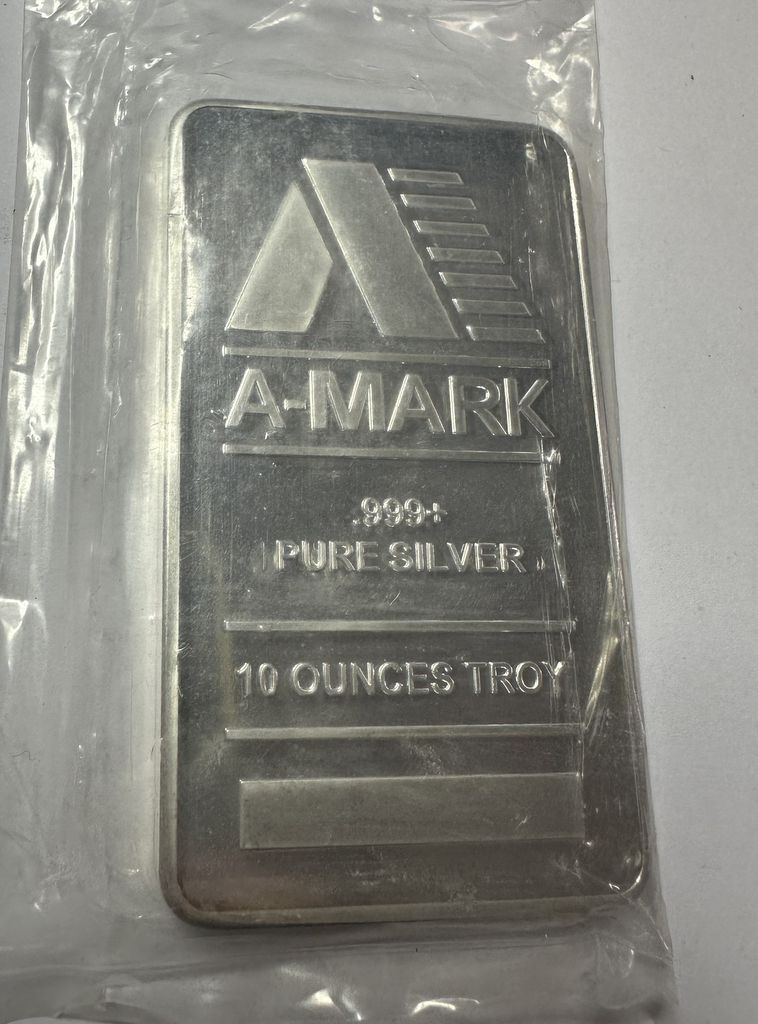 A-MARK
.999+
PURE SILVER
10 OUNCES TROY